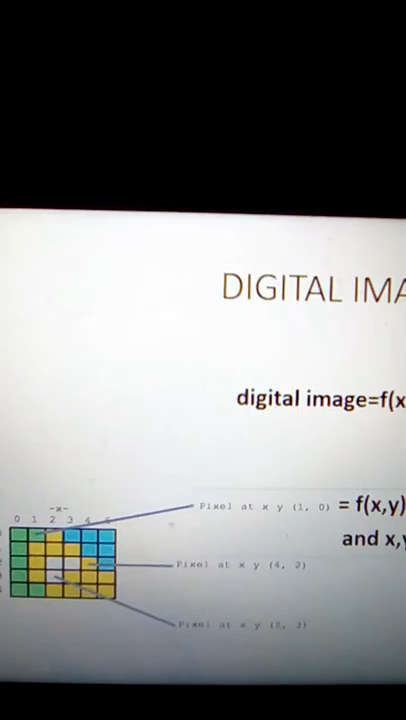 DIGITAL IMA
digital image=f(x
-x-
0 1 2 3 4 5
Pixel at x y (1, 0) = f(x,y)
and x,y
Pixel at x y (4, 2)
Pixel at x y (2, 3)